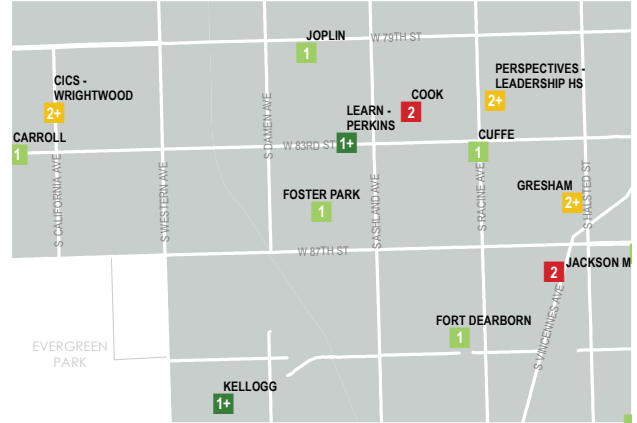 JOPLIN
1
W 79TH ST
CICS -
WRIGHTWOOD
2+
PERSPECTIVES -
LEADERSHIP HS
2+
COOK
2
LEARN -
PERKINS
1+
CARROLL
1
S DAMEN AVE
W 83RD ST
CUFFE
1
S CALIFORNIA AVE
S WESTERN AVE
FOSTER PARK
1
S ASHLAND AVE
S RACINE AVE
GRESHAM
2+
S HALSTED ST
W 87TH ST
2
JACKSON M
S VINCENNES AVE
FORT DEARBORN
1
EVERGREEN
PARK
KELLOGG
1+